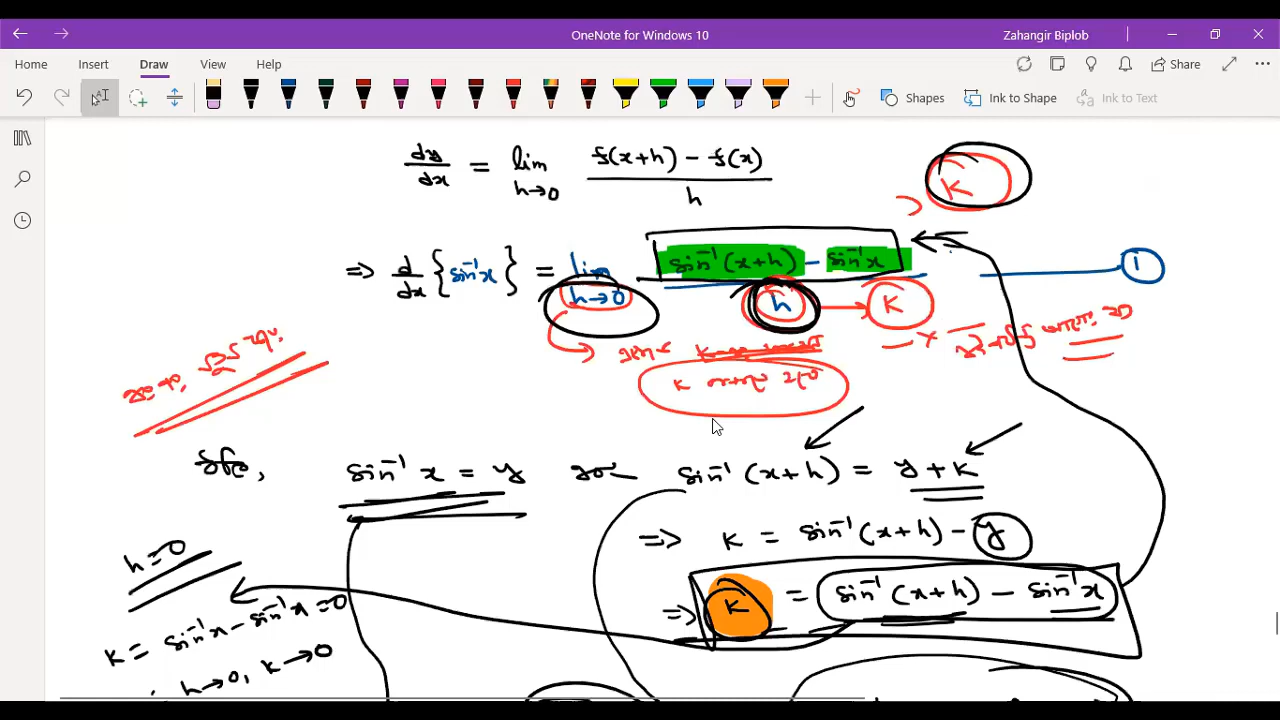 OneNote for Windows 10
Zahangir Biplob
Home Insert Draw View Help
Share
Shapes Ink to Shape Ink to Text
dy/dx = lim h→0 f(x+h) - f(x) / h
K
=> d/dx {sin⁻¹x} = lim h→0 sin⁻¹(x+h) - sin⁻¹x / h → K
1
K
ধরি, sin⁻¹ x = y এবং sin⁻¹ (x+h) = y + k
=> k = sin⁻¹ (x+h) - y
h=0
=> k = sin⁻¹ (x+h) - sin⁻¹x
k = sin⁻¹x - sin⁻¹x = 0
h→0, k→0